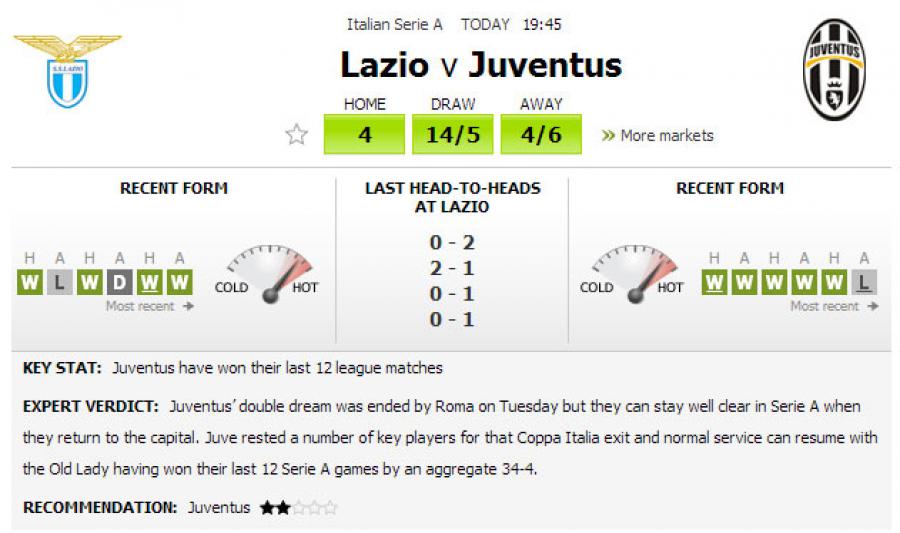 Italian Serie A TODAY 19:45
S.S.LAZIO
JUVENTUS
Lazio v Juventus
HOME DRAW AWAY
4 14/5 4/6 >> More markets
RECENT FORM
H A H A H A
W L W D W W
Most recent →
COLD HOT
LAST HEAD-TO-HEADS
AT LAZIO
0 - 2
2 - 1
0 - 1
0 - 1
RECENT FORM
COLD HOT
H A H A H A
W W W W W L
Most recent →
KEY STAT: Juventus have won their last 12 league matches
EXPERT VERDICT: Juventus’ double dream was ended by Roma on Tuesday but they can stay well clear in Serie A when
they return to the capital. Juve rested a number of key players for that Coppa Italia exit and normal service can resume with
the Old Lady having won their last 12 Serie A games by an aggregate 34-4.
RECOMMENDATION: Juventus ★★☆☆☆